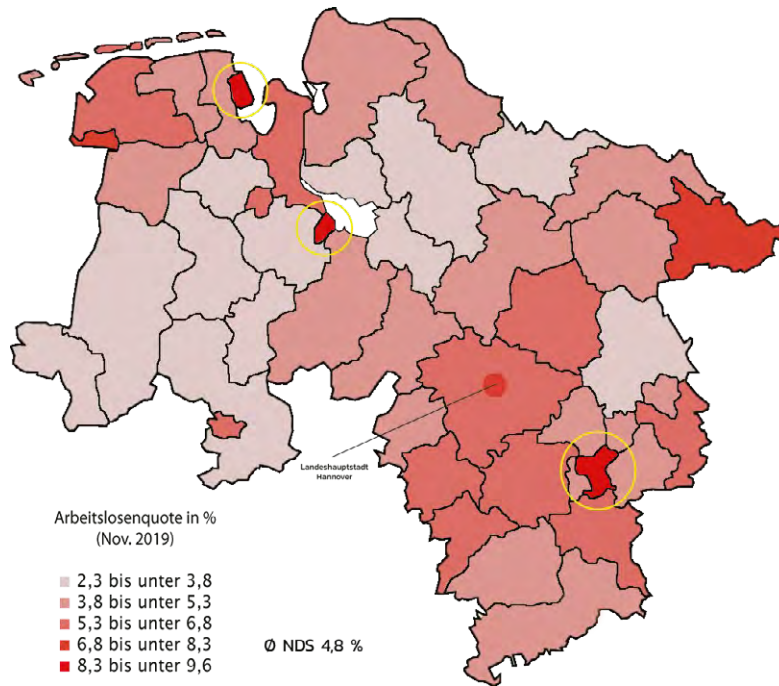 Landeshauptstadt
Hannover
Arbeitslosenquote in %
(Nov. 2019)
2,3 bis unter 3,8
3,8 bis unter 5,3
5,3 bis unter 6,8
6,8 bis unter 8,3
8,3 bis unter 9,6
Ø NDS 4,8 %